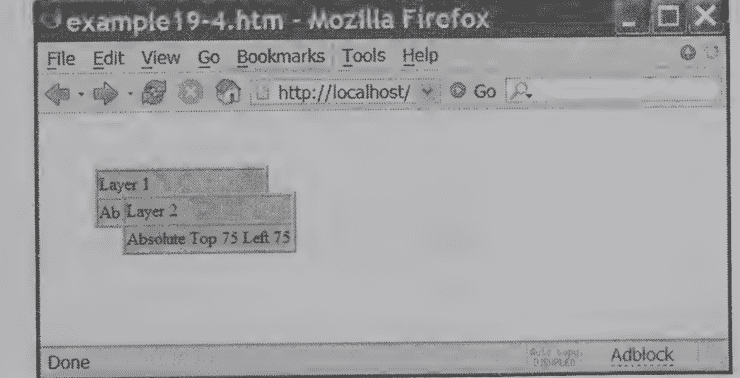 example19-4.htm - Mozilla Firefox
File Edit View Go Bookmarks Tools Help
http://localhost/ Go
Layer 1
Ab Layer 2
Absolute Top 75 Left 75
Done Adblock